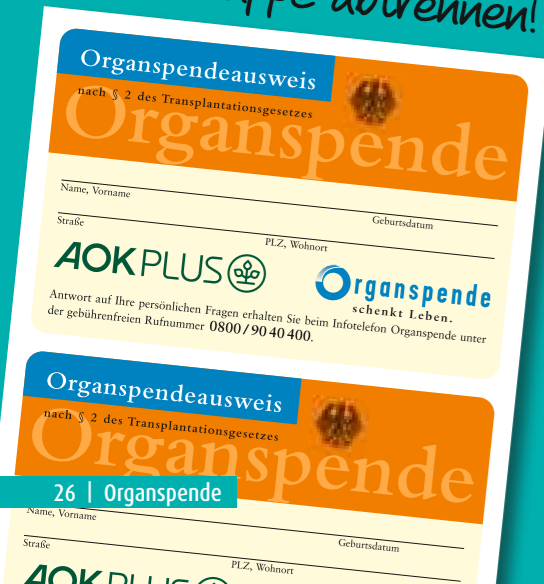 abtrennen!
Organspendeausweis
nach § 2 des Transplantationsgesetzes
Organspende
Name, Vorname
Geburtsdatum
Straße
PLZ, Wohnort
AOK PLUS
Organspende
schenkt Leben.
Antwort auf Ihre persönlichen Fragen erhalten Sie beim Infotelefon Organspende unter
der gebührenfreien Rufnummer 0800 / 90 40 400.
Organspendeausweis
nach § 2 des Transplantationsgesetzes
Organspende
26 | Organspende
Name, Vorname
Geburtsdatum
Straße
PLZ, Wohnort
AOK PLUS